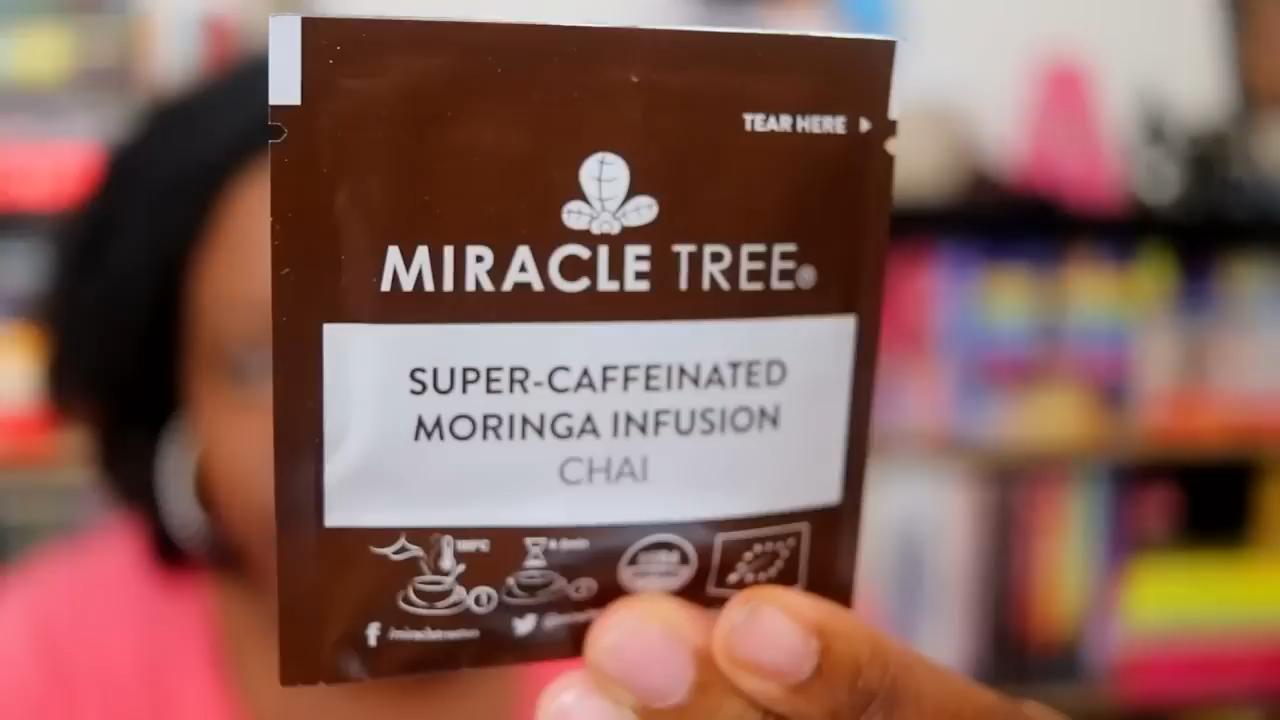 TEAR HERE
MIRACLE TREE®
SUPER-CAFFEINATED
MORINGA INFUSION
CHAI